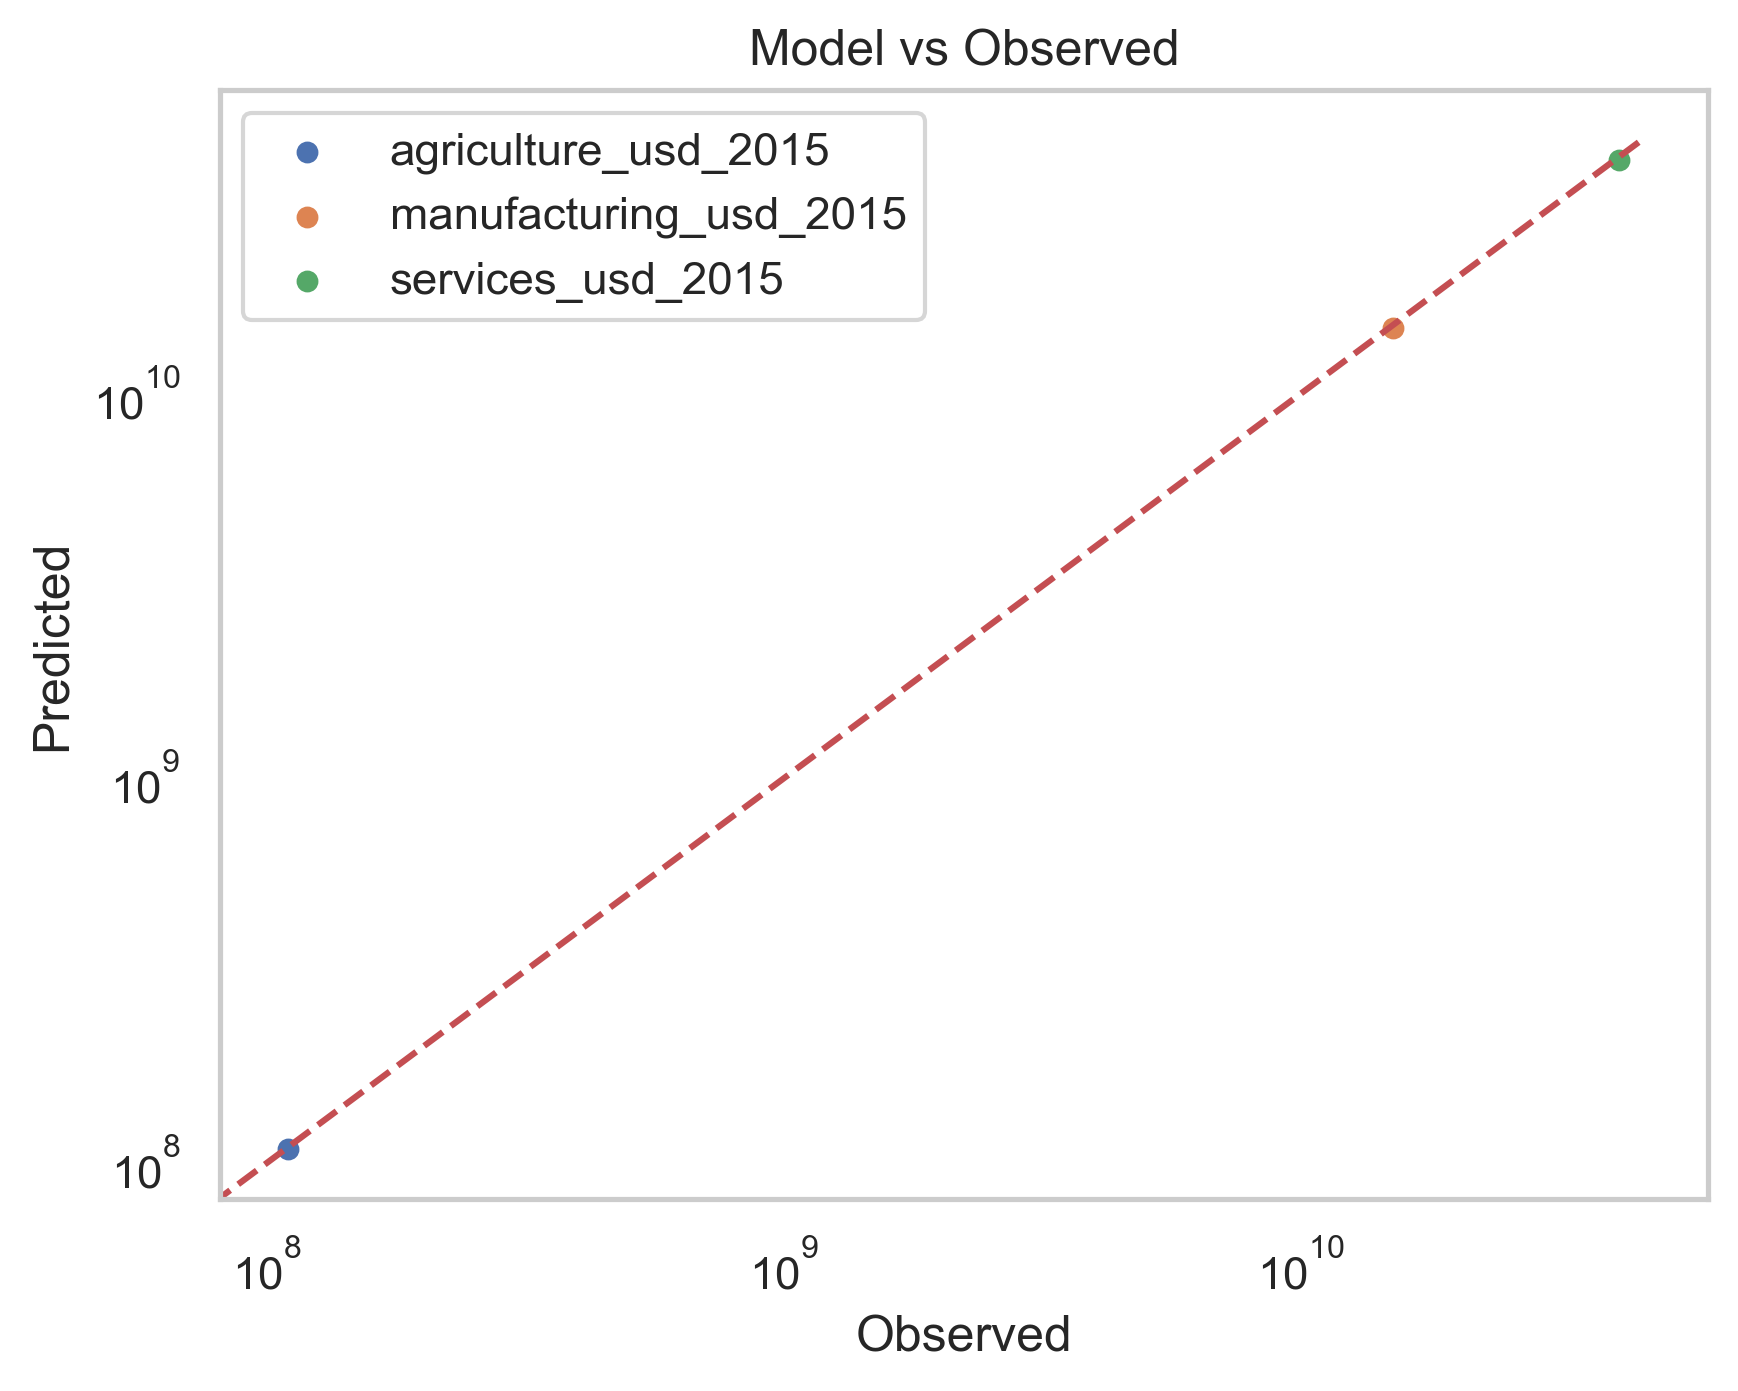 Model vs Observed
agriculture_usd_2015
manufacturing_usd_2015
services_usd_2015
Predicted
10^10
10^9
10^8
10^8
10^9
10^10
Observed